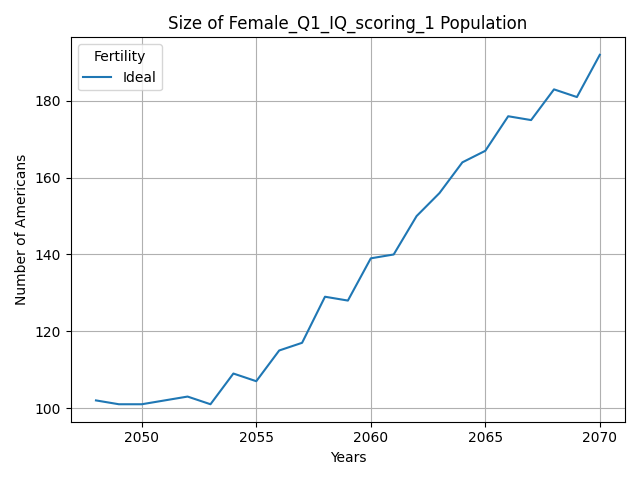 Size of Female_Q1_IQ_scoring_1 Population
Fertility
Ideal
Number of Americans
180
160
140
120
100
2050 2055 2060 2065 2070
Years